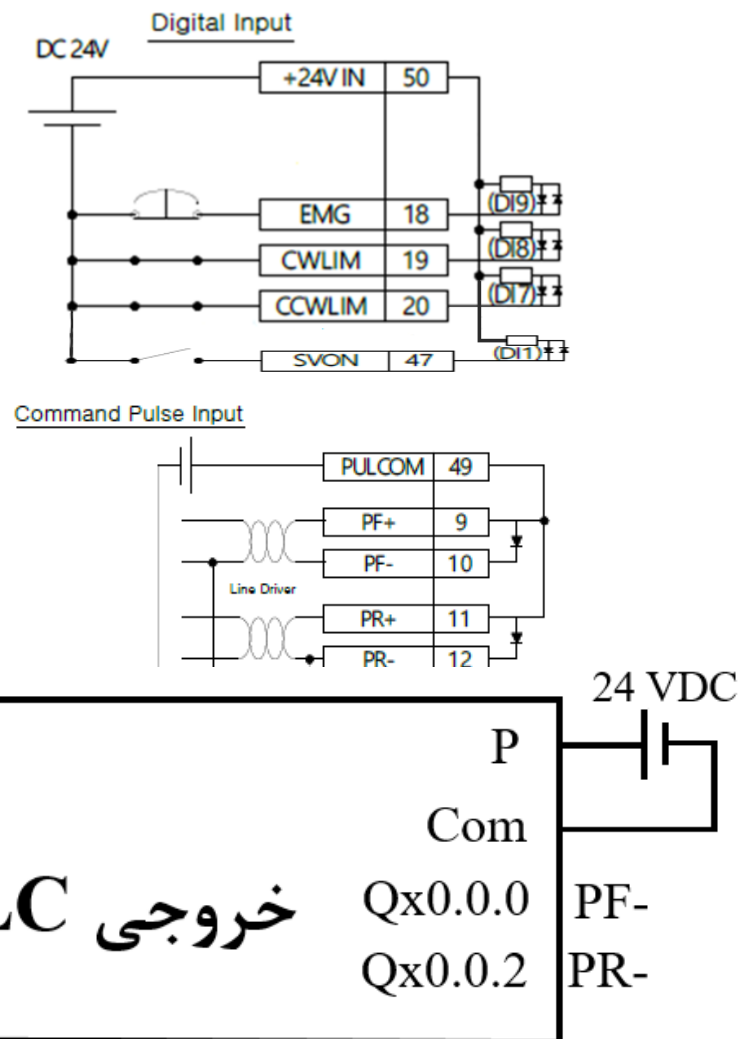 Digital Input
DC 24V
+24V IN 50
EMG 18 (DI9)
CWLIM 19 (DI8)
CCWLIM 20 (DI7)
SVON 47 (DI1)
Command Pulse Input
PULCOM 49
PF+ 9
PF- 10
Line Driver
PR+ 11
PR- 12
24 VDC
P
Com
خروجی LC
Qx0.0.0 PF-
Qx0.0.2 PR-